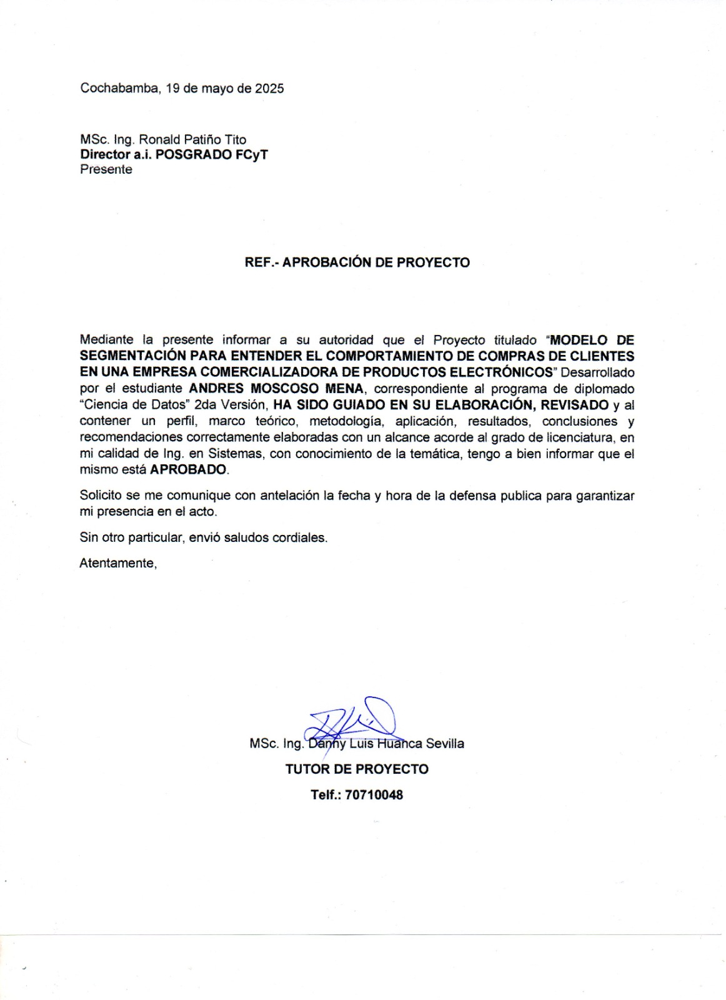 Cochabamba, 19 de mayo de 2025
MSc. Ing. Ronald Patiño Tito
Director a.i. POSGRADO FCyT
Presente
REF.- APROBACIÓN DE PROYECTO
Mediante la presente informar a su autoridad que el Proyecto titulado “MODELO DE
SEGMENTACIÓN PARA ENTENDER EL COMPORTAMIENTO DE COMPRAS DE CLIENTES
EN UNA EMPRESA COMERCIALIZADORA DE PRODUCTOS ELECTRÓNICOS” Desarrollado
por el estudiante ANDRES MOSCOSO MENA, correspondiente al programa de diplomado
“Ciencia de Datos” 2da Versión, HA SIDO GUIADO EN SU ELABORACIÓN, REVISADO y al
contener un perfil, marco teórico, metodología, aplicación, resultados, conclusiones y
recomendaciones correctamente elaboradas con un alcance acorde al grado de licenciatura, en
mi calidad de Ing. en Sistemas, con conocimiento de la temática, tengo a bien informar que el
mismo está APROBADO.
Solicito se me comunique con antelación la fecha y hora de la defensa publica para garantizar
mi presencia en el acto.
Sin otro particular, envió saludos cordiales.
Atentamente,
MSc. Ing. Danny Luis Huanca Sevilla
TUTOR DE PROYECTO
Telf.: 70710048